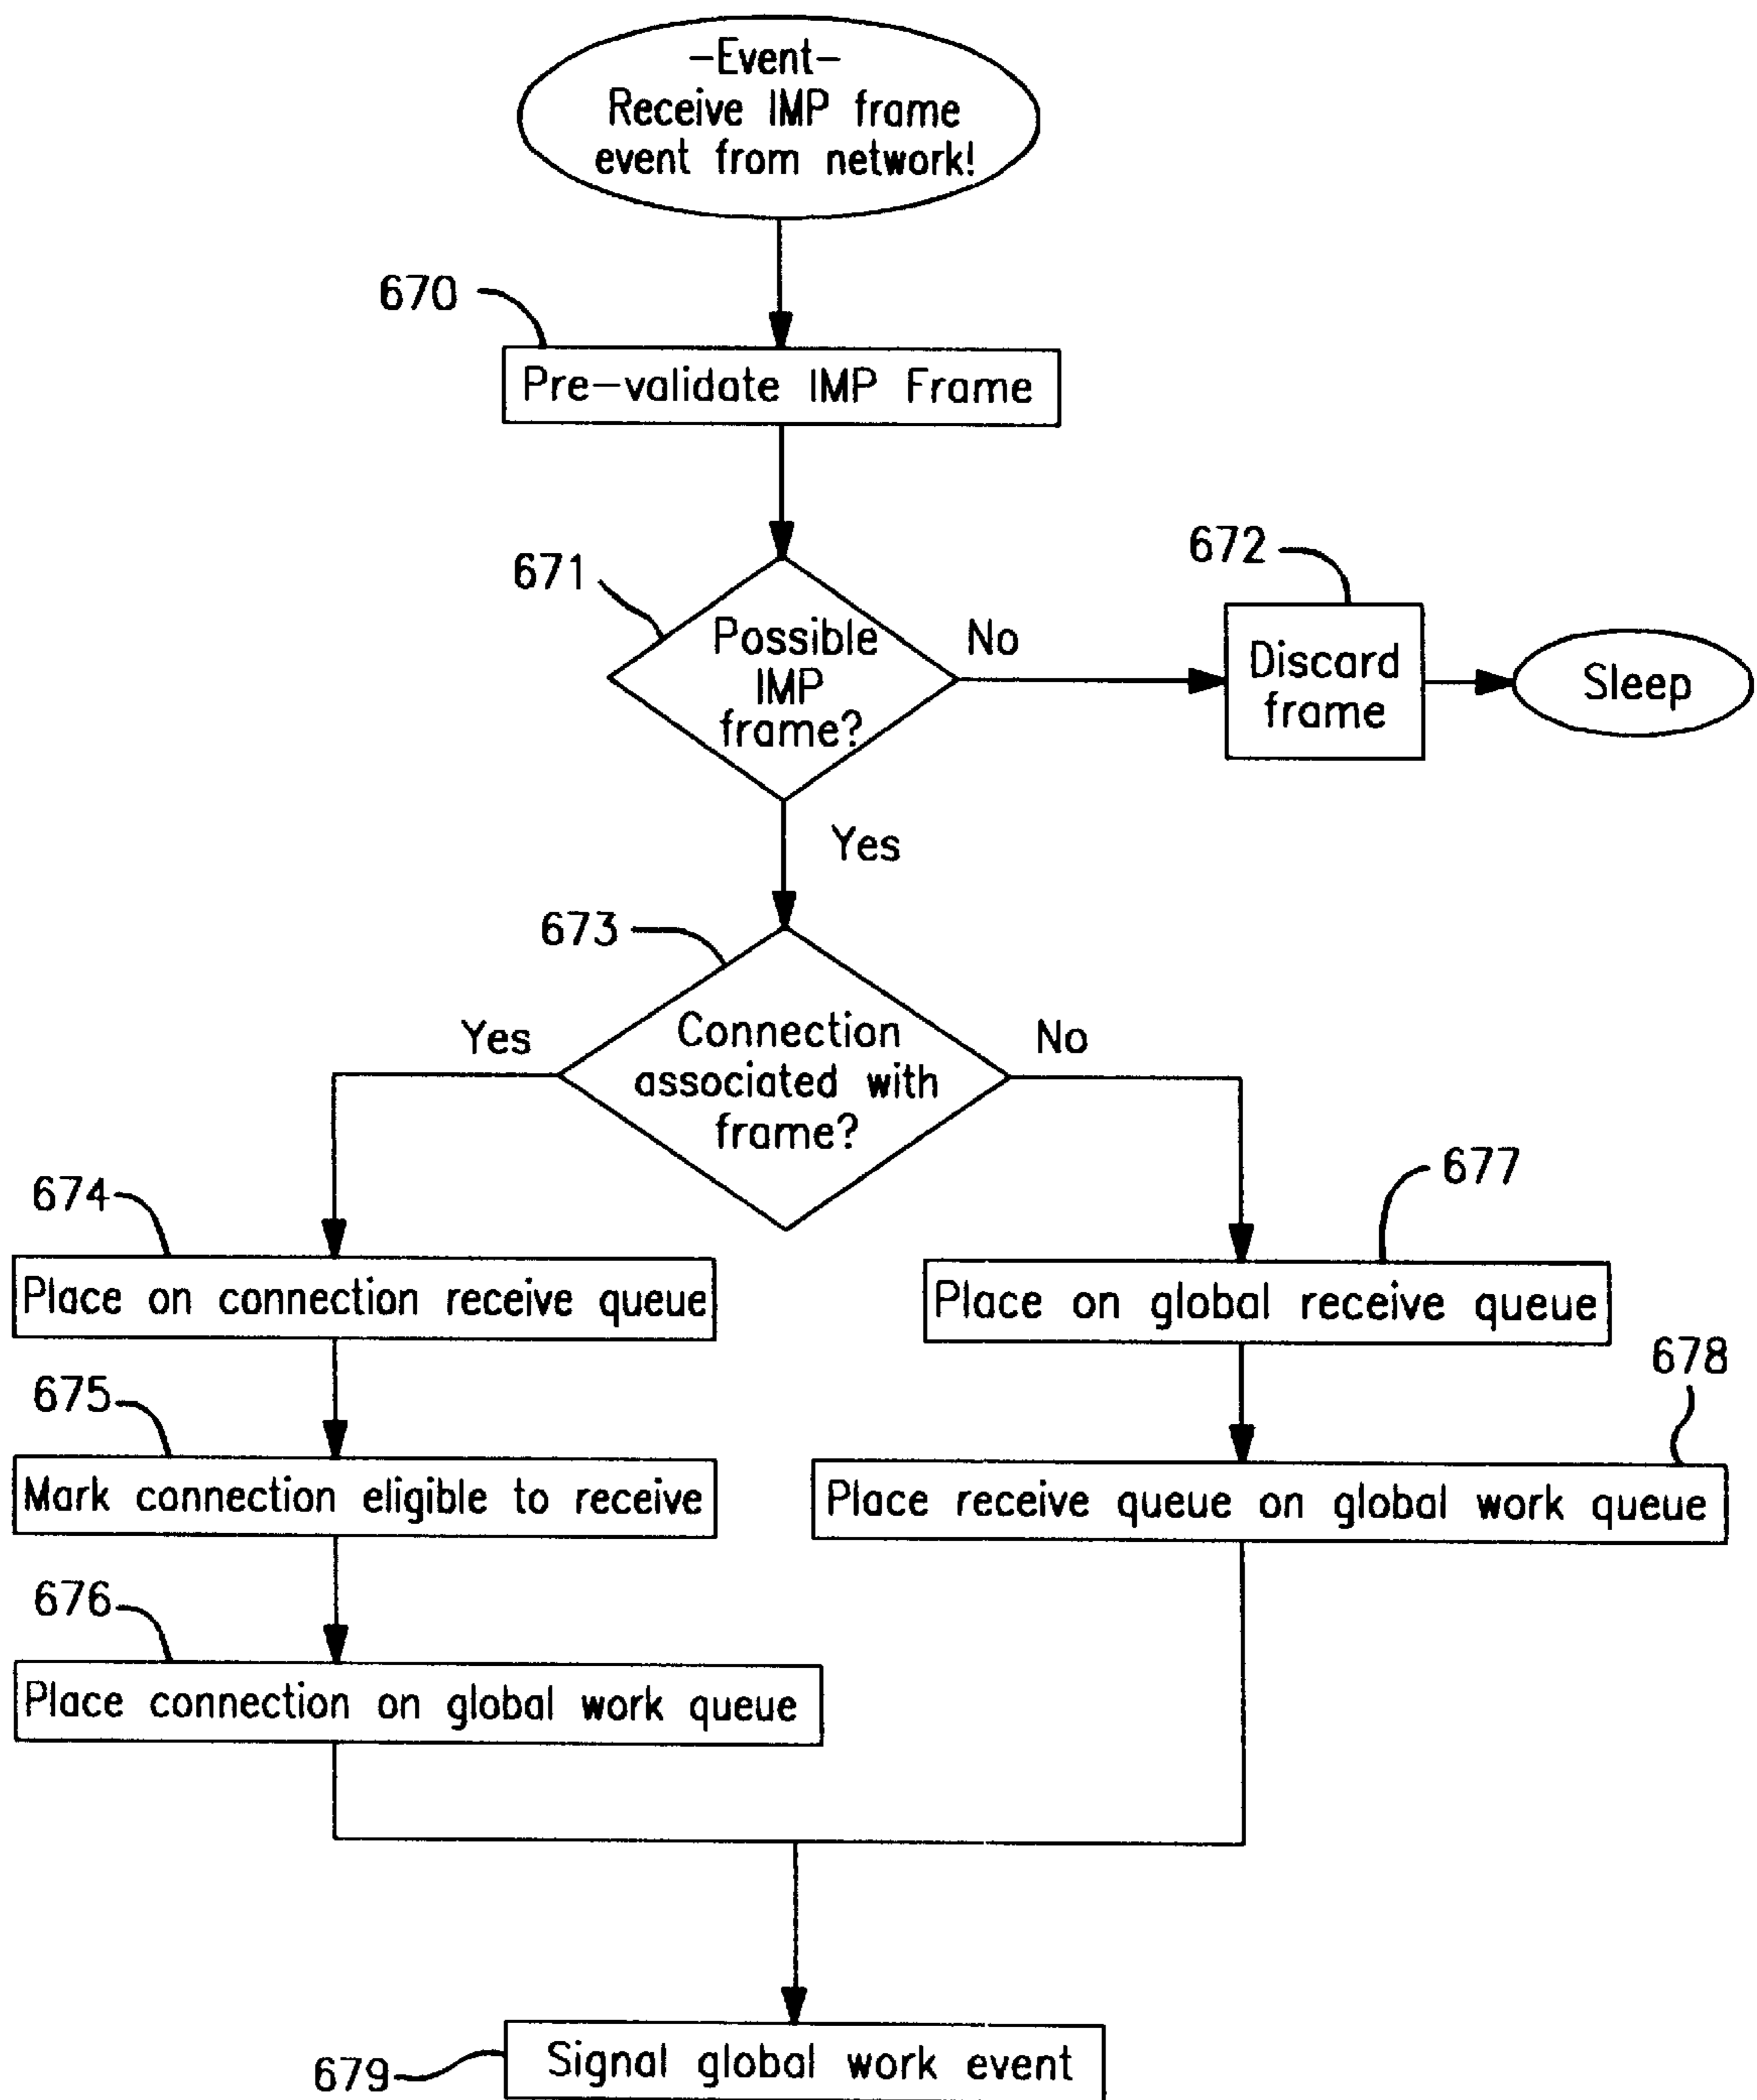 -Event-
Receive IMP frame
event from network!
670
Pre-validate IMP Frame
671
Possible
IMP
frame?
No
672
Discard
frame
Sleep
Yes
673
Connection
associated with
frame?
Yes
No
674
Place on connection receive queue
677
Place on global receive queue
675
Mark connection eligible to receive
678
Place receive queue on global work queue
676
Place connection on global work queue
679
Signal global work event